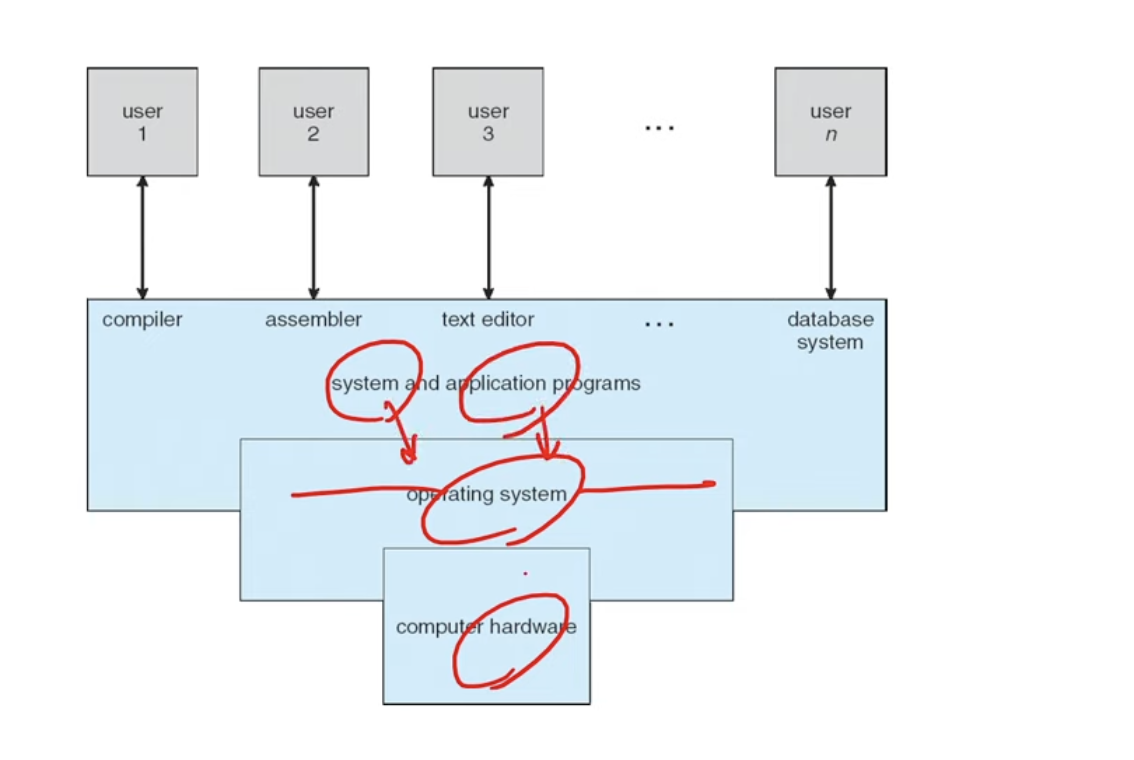 user
1
user
2
user
3
...
user
n
compiler
assembler
text editor
...
database
system
system and application programs
operating system
computer hardware